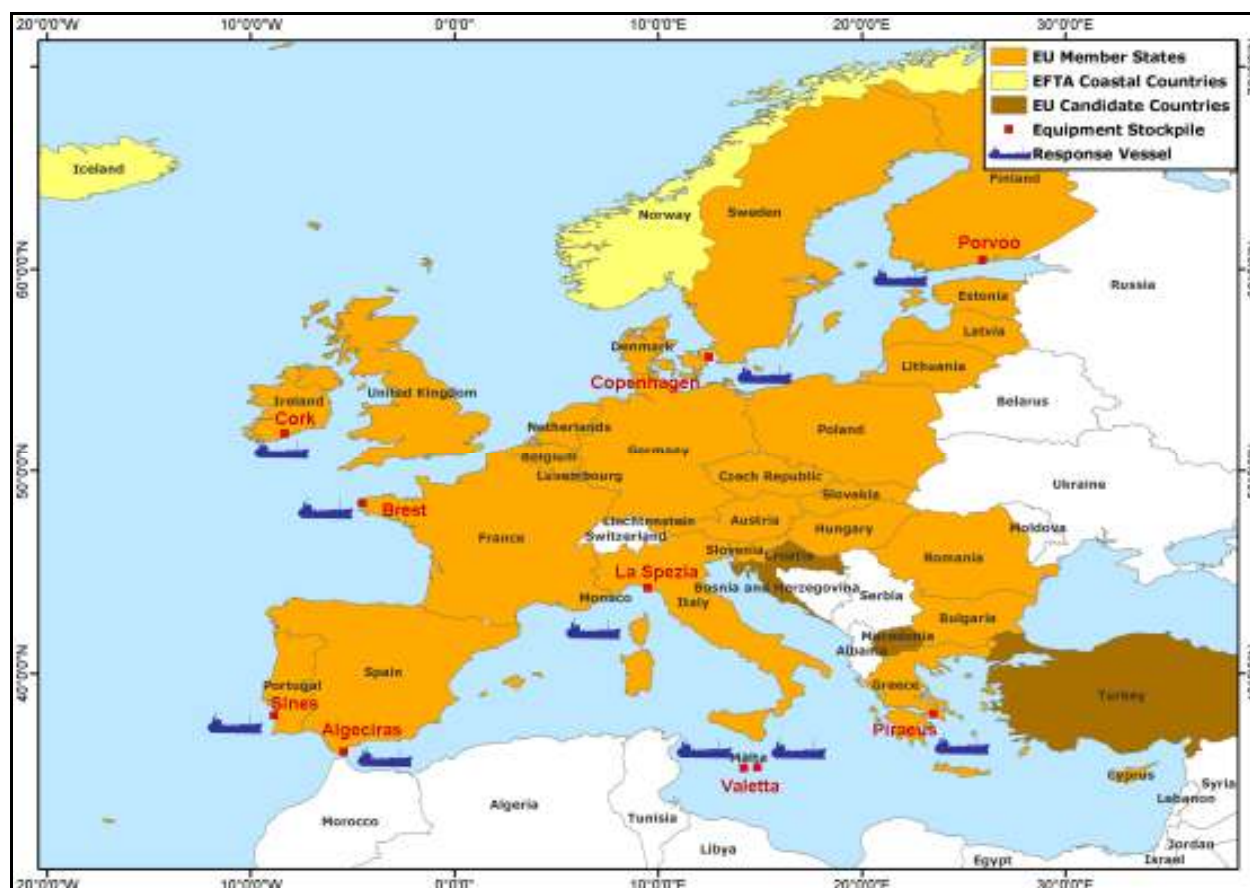 20°0'0"W 10°0'0"W 0°0'0" 10°0'0"E 20°0'0"E 30°0'0"E
EU Member States
EFTA Coastal Countries
EU Candidate Countries
Equipment Stockpile
Response Vessel
Iceland
Finland
Norway
Sweden
Porvoo
60°0'0"N
Russia
Estonia
Latvia
Denmark
Lithuania
Copenhagen
United Kingdom
Ireland
Cork
Belarus
Netherlands
Poland
Germany
Belgium
50°0'0"N
Luxembourg
Czech Republic
Ukraine
Slovakia
Brest
Liechtenstein
Austria
Hungary
Moldova
France
Switzerland
Slovenia
Croatia
Romania
La Spezia
Bosnia and Herzegovina
Serbia
Monaco
Italy
Bulgaria
Macedonia
Albania
Spain
40°0'0"N
Portugal
Greece
Turkey
Sines
Algeciras
Piraeus
Malta
Valetta
Cyprus
Syria
Lebanon
Algeria
Morocco
Tunisia
Jordan
Libya
Egypt
Israel
20°0'0"W 10°0'0"W 0°0'0" 10°0'0"E 20°0'0"E 30°0'0"E